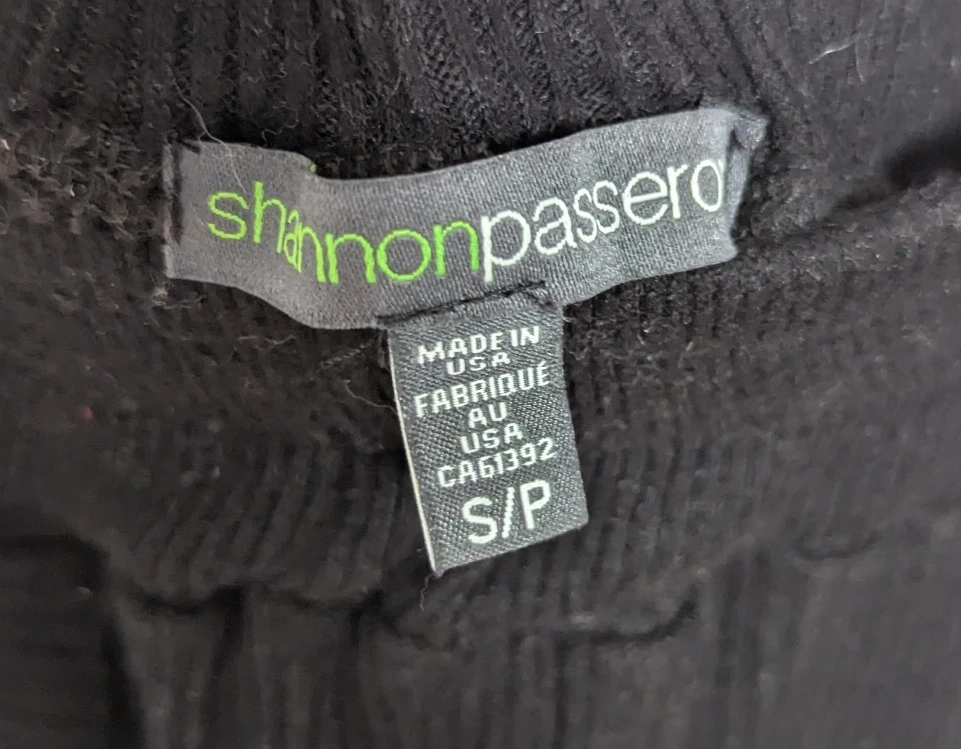 shannonpassero
MADE IN
USA
FABRIQUÉ
AU
USA
CA61392
S/P